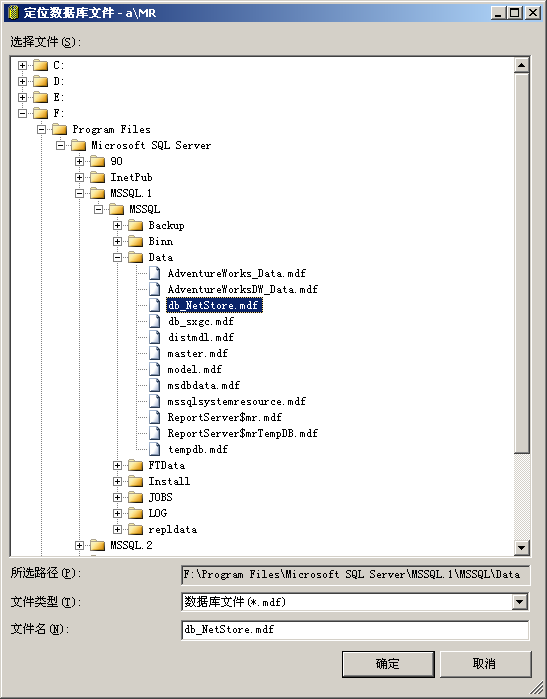 定位数据库文件 - a\MR
选择文件(S):
C:
D:
E:
F:
Program Files
Microsoft SQL Server
90
InetPub
MSSQL.1
MSSQL
Backup
Binn
Data
AdventureWorks_Data.mdf
AdventureWorksDW_Data.mdf
db_NetStore.mdf
db_sxgc.mdf
distmdl.mdf
master.mdf
model.mdf
msdbdata.mdf
mssqlsystemresource.mdf
ReportServer$mr.mdf
ReportServer$mrTempDB.mdf
tempdb.mdf
FTData
Install
JOBS
LOG
repldata
MSSQL.2
所选路径(P): F:\Program Files\Microsoft SQL Server\MSSQL.1\MSSQL\Data
文件类型(T): 数据库文件(*.mdf)
文件名(N): db_NetStore.mdf
确定 取消